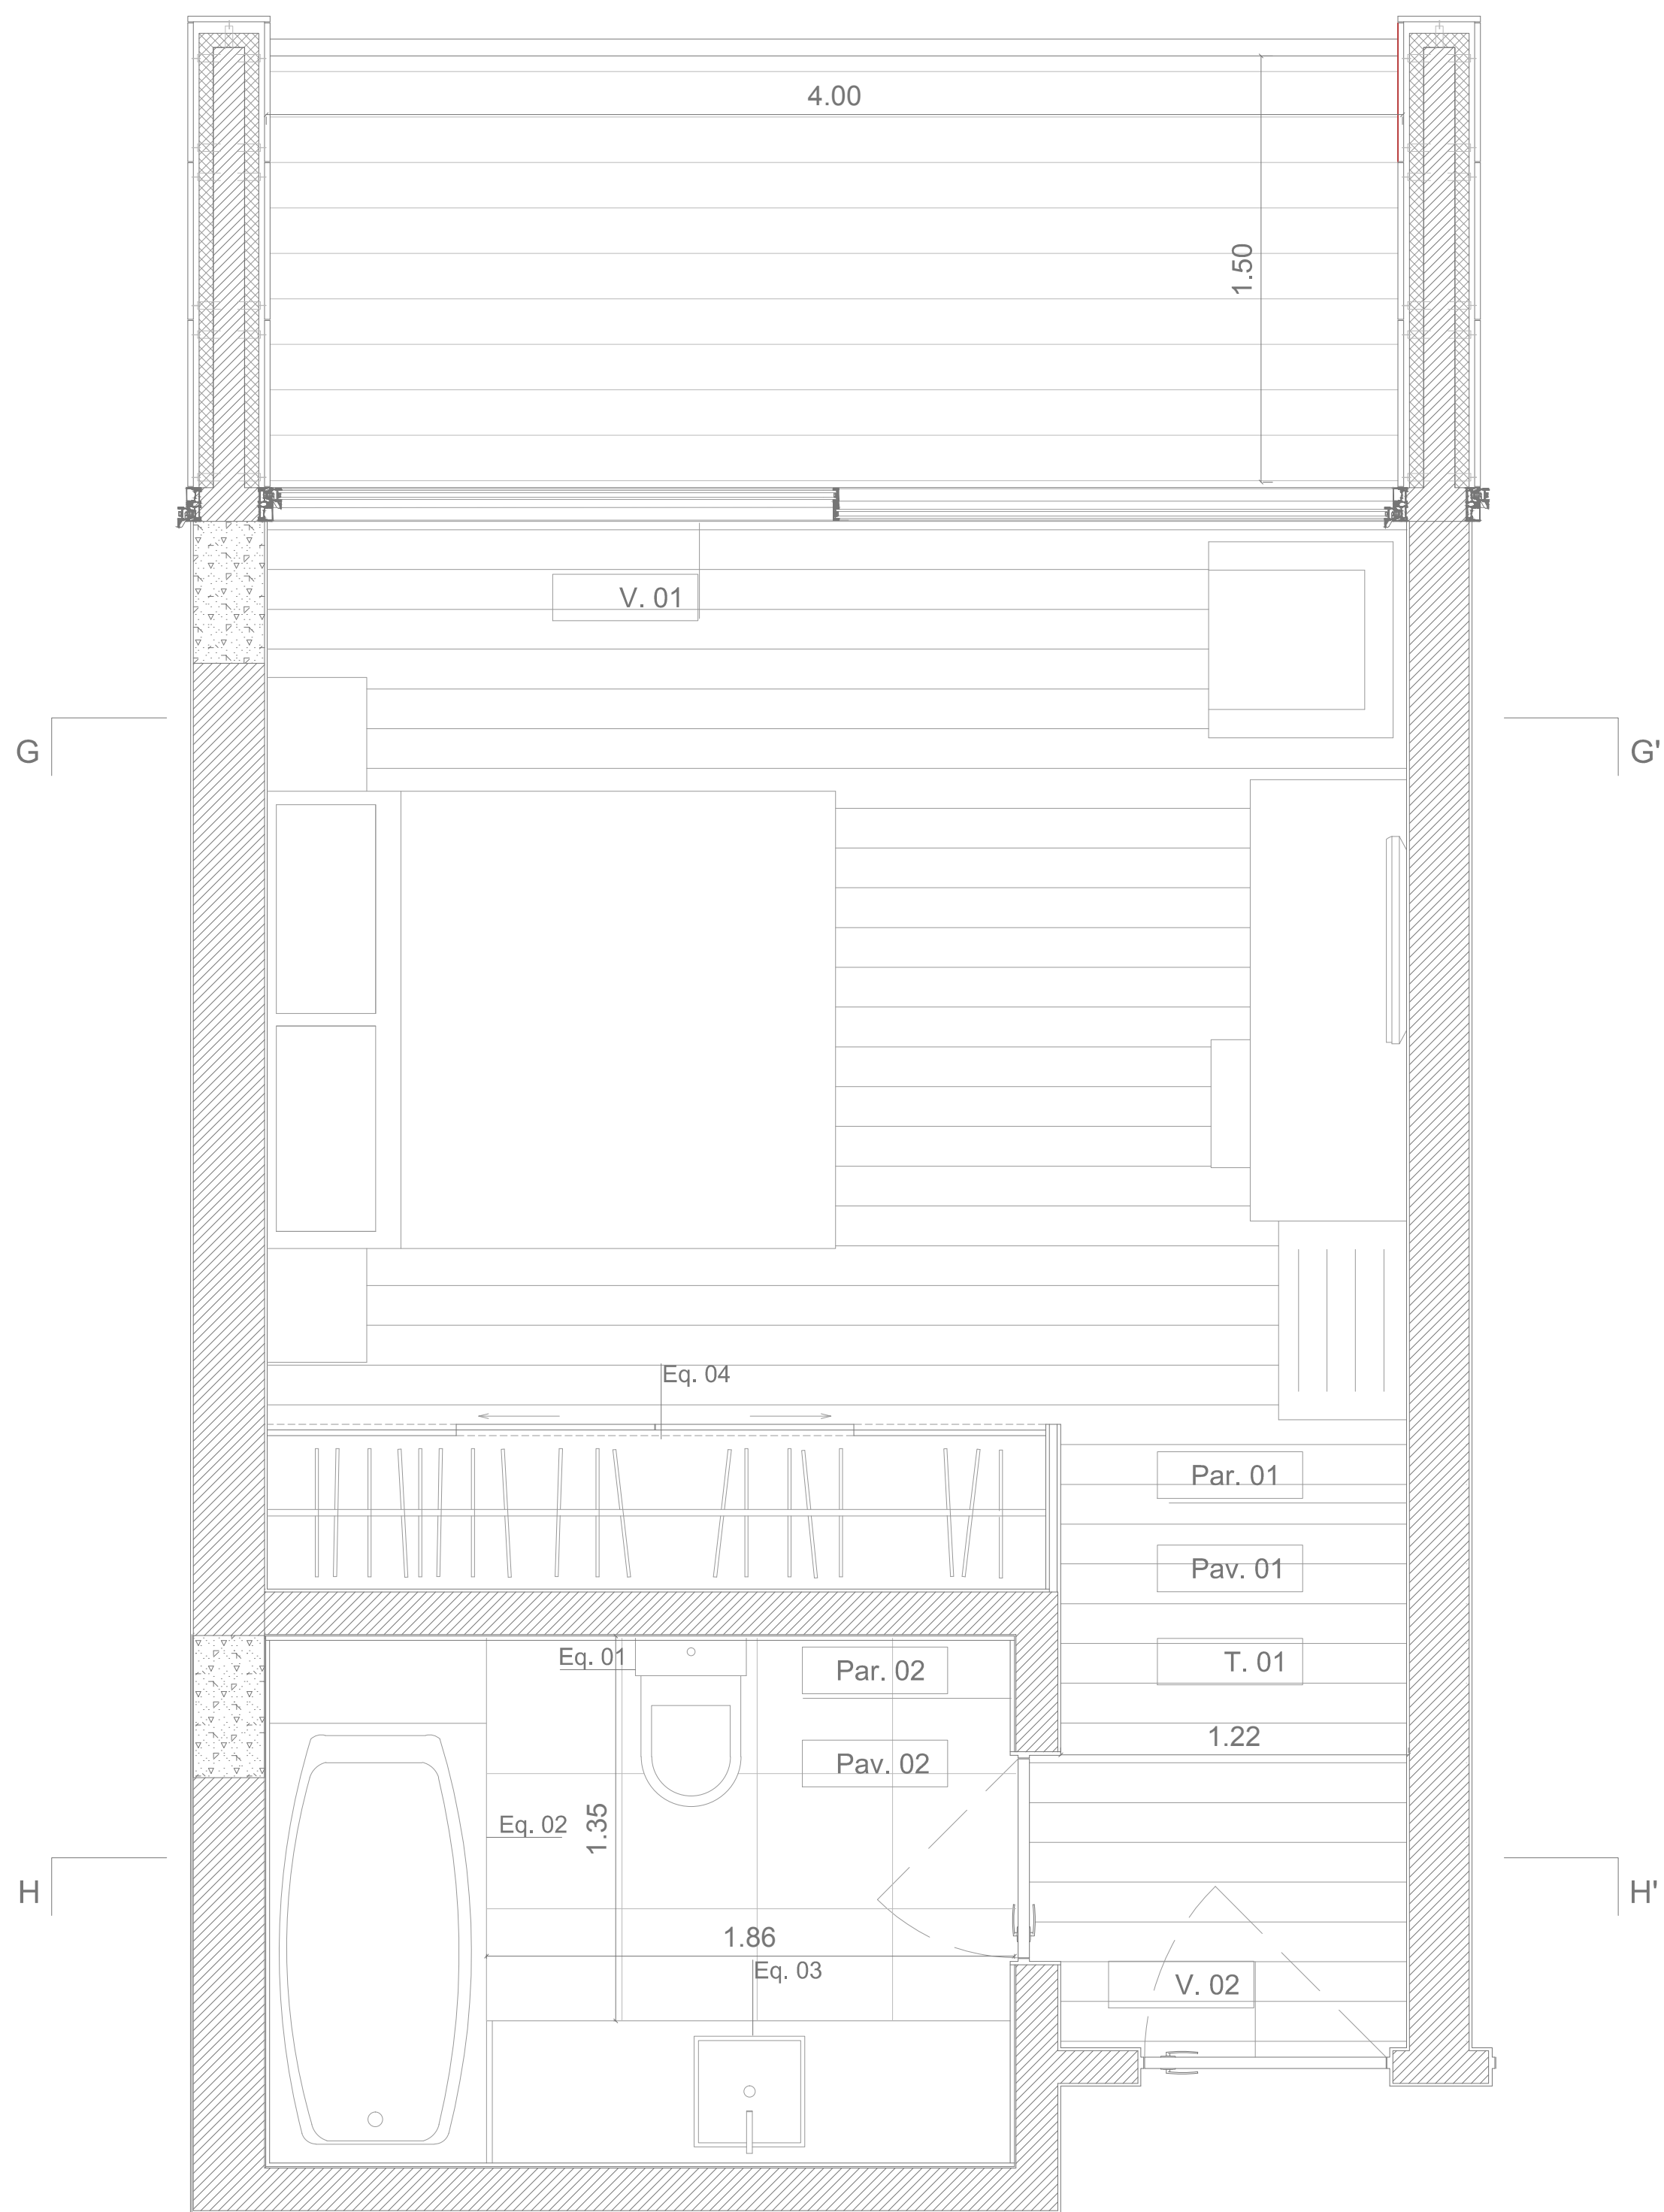 4.00
1.50
V. 01
G
G'
Eq. 04
Par. 01
Pav. 01
T. 01
Eq. 01
Par. 02
1.22
Pav. 02
1.35
Eq. 02
H
H'
1.86
Eq. 03
V. 02